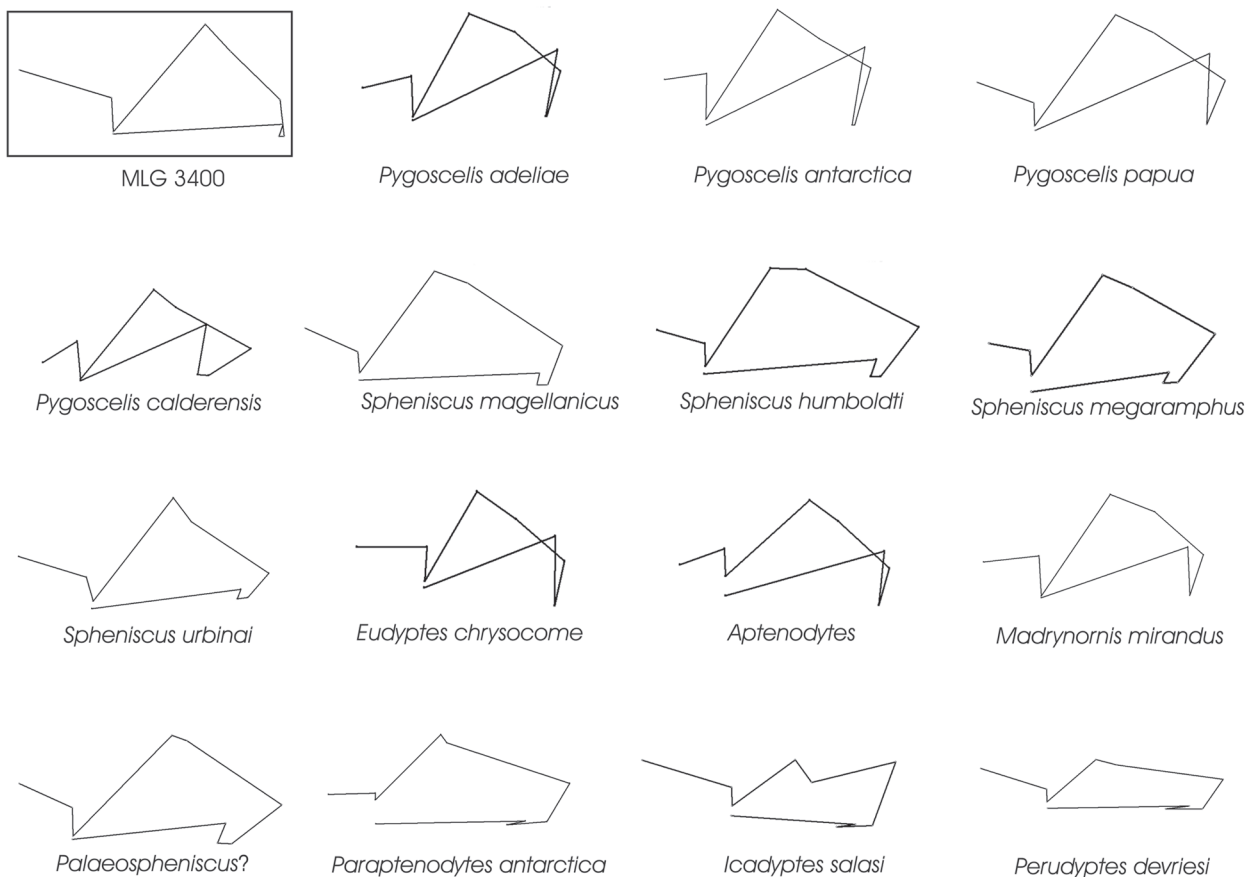 MLG 3400
Pygoscelis adeliae
Pygoscelis antarctica
Pygoscelis papua
Pygoscelis calderensis
Spheniscus magellanicus
Spheniscus humboldti
Spheniscus megaramphus
Spheniscus urbinai
Eudyptes chrysocome
Aptenodytes
Madrynornis mirandus
Palaeospheniscus?
Paraptenodytes antarctica
Icadyptes salasi
Perudyptes devriesi